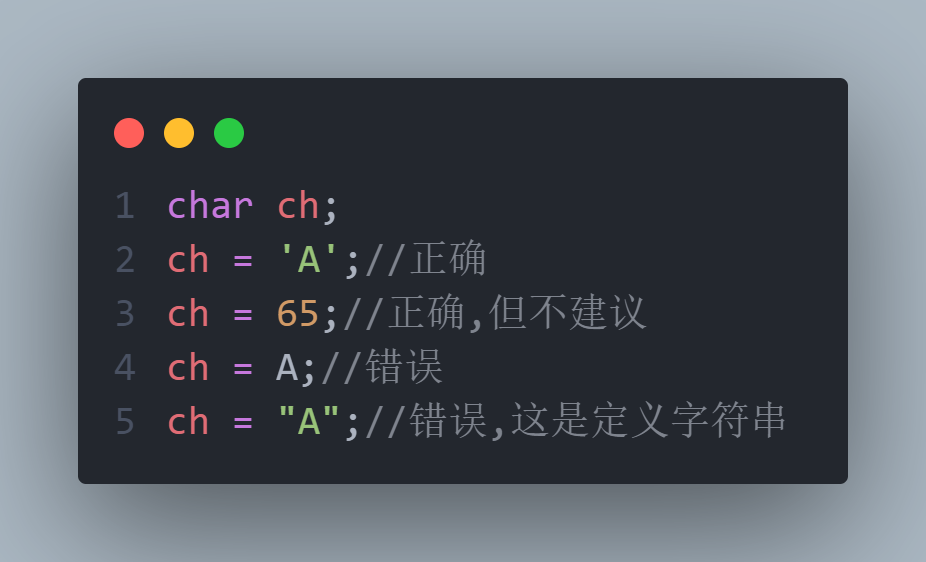 1 char ch;
2 ch = 'A';//正确
3 ch = 65;//正确,但不建议
4 ch = A;//错误
5 ch = "A";//错误,这是定义字符串